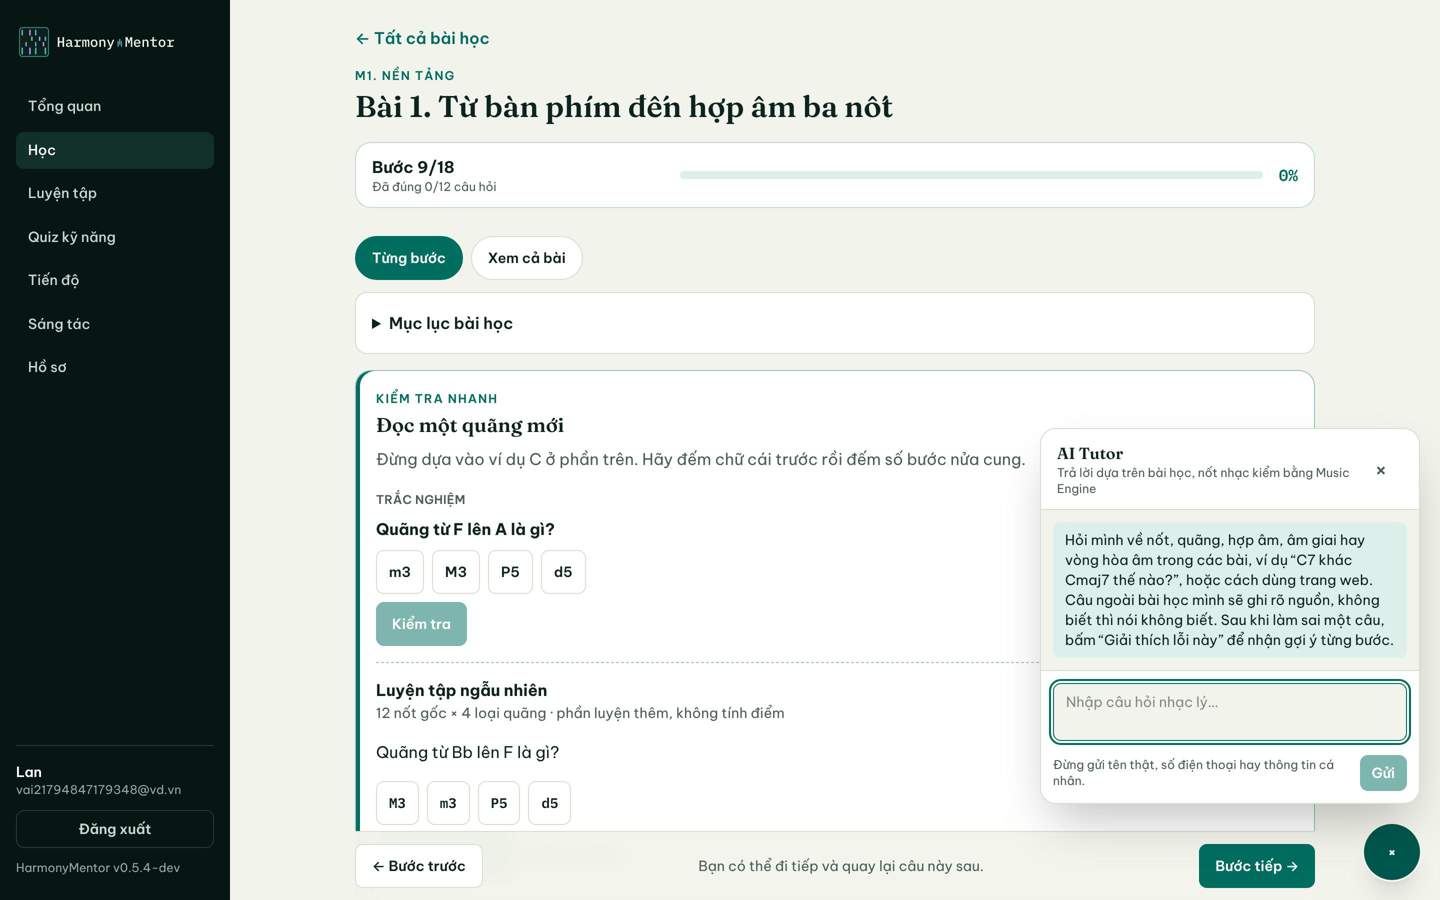 Harmony Mentor
Tổng quan
Học
Luyện tập
Quiz kỹ năng
Tiến độ
Sáng tác
Hồ sơ
Lan
vai21794847179348@vd.vn
Đăng xuất
HarmonyMentor v0.5.4-dev
← Tất cả bài học
M1. NỀN TẢNG
Bài 1. Từ bàn phím đến hợp âm ba nốt
Bước 9/18
Đã đúng 0/12 câu hỏi
0%
Từng bước
Xem cả bài
▶ Mục lục bài học
KIỂM TRA NHANH
Đọc một quãng mới
Đừng dựa vào ví dụ C ở phần trên. Hãy đếm chữ cái trước rồi đếm số bước nửa cung.
TRẮC NGHIỆM
Quãng từ F lên A là gì?
m3
M3
P5
d5
Kiểm tra
Luyện tập ngẫu nhiên
12 nốt gốc × 4 loại quãng · phần luyện thêm, không tính điểm
Quãng từ Bb lên F là gì?
M3
m3
P5
d5
← Bước trước
Bạn có thể đi tiếp và quay lại câu này sau.
Bước tiếp →
AI Tutor
Trả lời dựa trên bài học, nốt nhạc kiểm bằng Music
Engine
×
Hỏi mình về nốt, quãng, hợp âm, âm giai hay
vòng hòa âm trong các bài, ví dụ “C7 khác
Cmaj7 thế nào?”, hoặc cách dùng trang web.
Câu ngoài bài học mình sẽ ghi rõ nguồn, không
biết thì nói không biết. Sau khi làm sai một câu,
bấm “Giải thích lỗi này” để nhận gợi ý từng bước.
Nhập câu hỏi nhạc lý...
Đừng gửi tên thật, số điện thoại hay thông tin cá
nhân.
Gửi
×